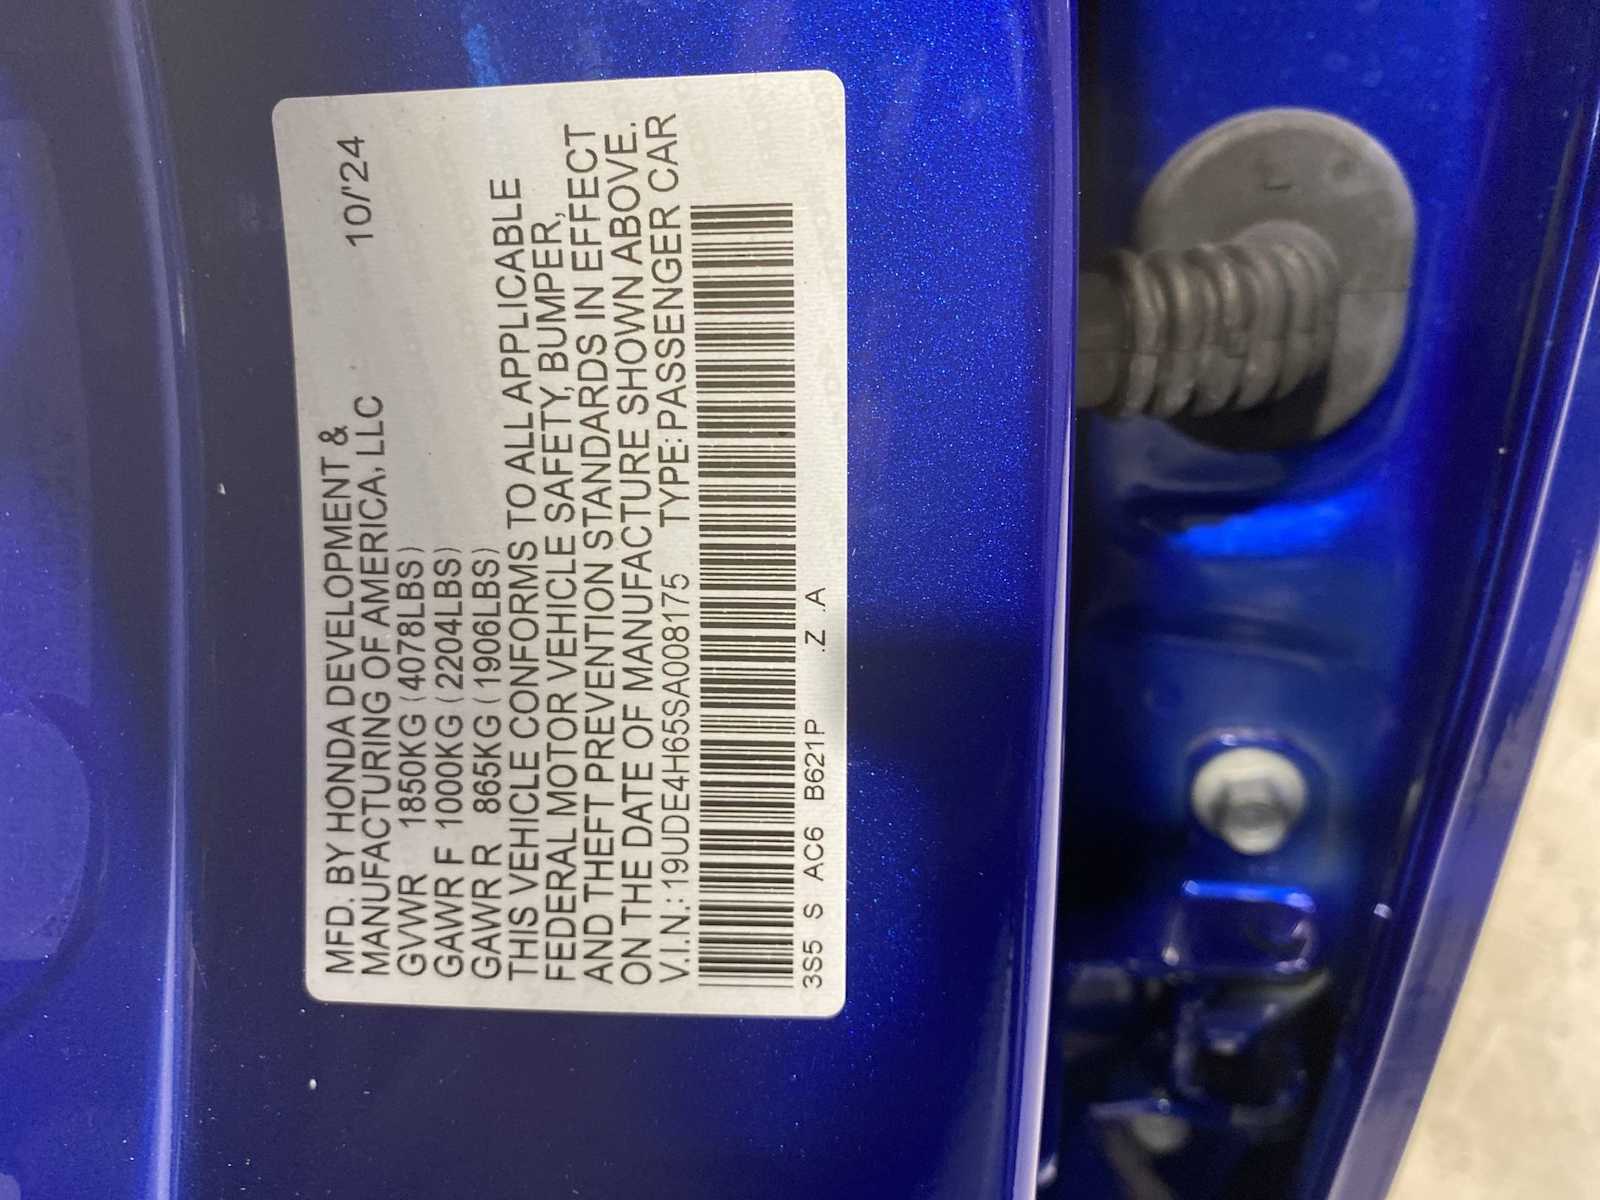 MFD. BY HONDA DEVELOPMENT &
MANUFACTURING OF AMERICA, LLC 10/'24
GVWR 1850KG (4078LBS)
GAWR F 1000KG (2204LBS)
GAWR R 865KG (1906LBS)
THIS VEHICLE CONFORMS TO ALL APPLICABLE
FEDERAL MOTOR VEHICLE SAFETY, BUMPER,
AND THEFT PREVENTION STANDARDS IN EFFECT
ON THE DATE OF MANUFACTURE SHOWN ABOVE.
V.I.N.: 19UDE4H65SA008175 TYPE: PASSENGER CAR
3S5 S AC6 B621P .Z .A